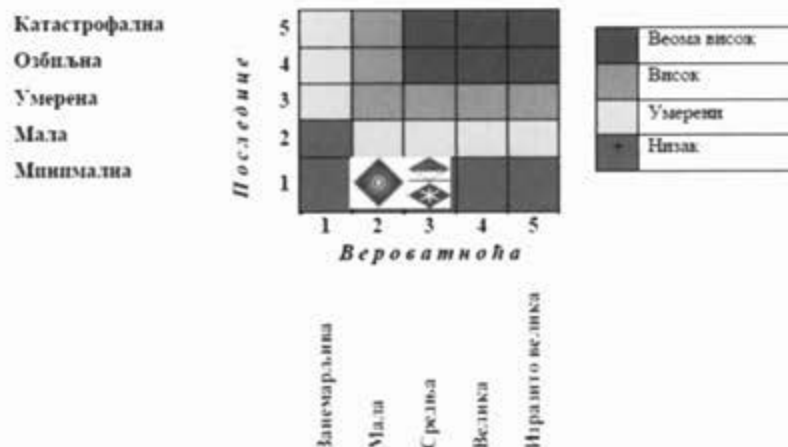 Катастрофална
Озбиљна
Умерена
Мала
Минимална
Последице
5
4
3
2
1
1 2 3 4 5
Вероватноћа
Занемарљива
Мала
Средња
Велика
Изразито велика
Веома висок
Висок
Умерени
Низак